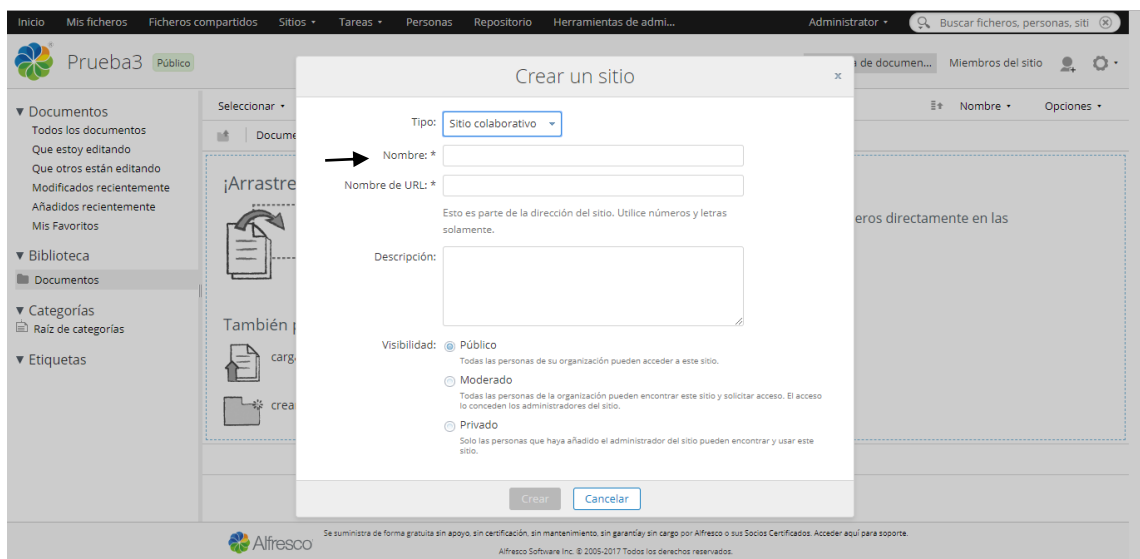 Inicio Mis ficheros Ficheros compartidos Sitios Tareas Personas Repositorio Herramientas de admi... Administrator Buscar ficheros, personas, siti
Prueba3 Público
de documen... Miembros del sitio
Crear un sitio x
Documentos
Todos los documentos
Que estoy editando
Que otros están editando
Modificados recientemente
Añadidos recientemente
Mis Favoritos
Biblioteca
Documentos
Categorías
Raíz de categorías
Etiquetas
Seleccionar
Nombre Opciones
Docume
¡Arrastre
eros directamente en las
También p
carg
crea
Tipo: Sitio colaborativo
Nombre: *
Nombre de URL: *
Esto es parte de la dirección del sitio. Utilice números y letras
solamente.
Descripción:
Visibilidad: Público
Todas las personas de su organización pueden acceder a este sitio.
Moderado
Todas las personas de la organización pueden encontrar este sitio y solicitar acceso. El acceso
lo conceden los administradores del sitio.
Privado
Solo las personas que haya añadido el administrador del sitio pueden encontrar y usar este
sitio.
Crear Cancelar
Alfresco
Se suministra de forma gratuita sin apoyo, sin certificación, sin mantenimiento, sin garantíay sin cargo por Alfresco o sus Socios Certificados. Acceder aquí para soporte.
Alfresco Software Inc. © 2005-2017 Todos los derechos reservados.